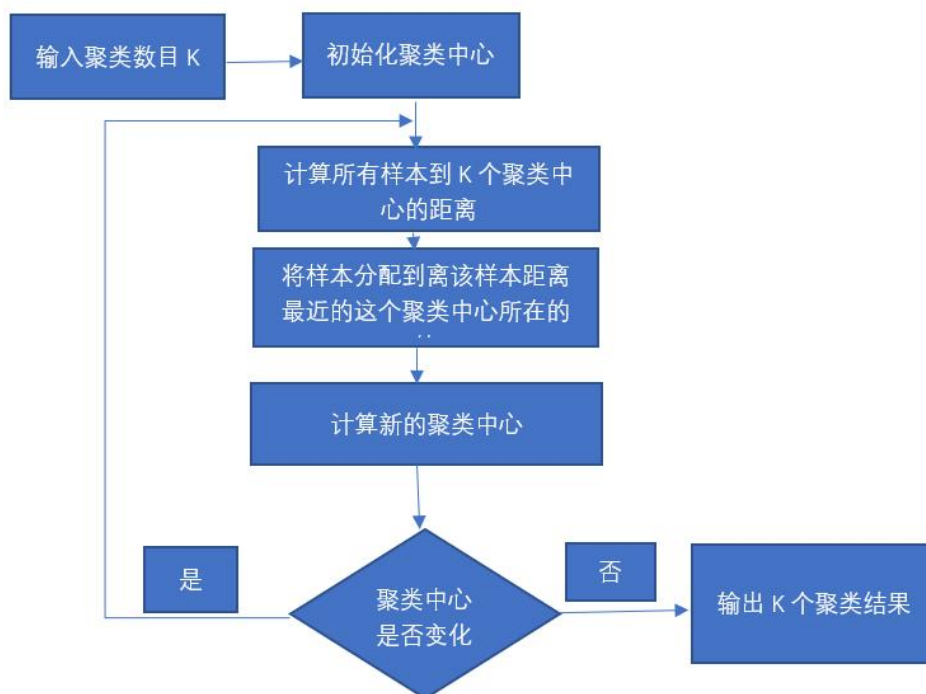 输入聚类数目 K
初始化聚类中心
计算所有样本到 K 个聚类中
心的距离
将样本分配到离该样本距离
最近的这个聚类中心所在的
计算新的聚类中心
是
聚类中心
是否变化
否
输出 K 个聚类结果